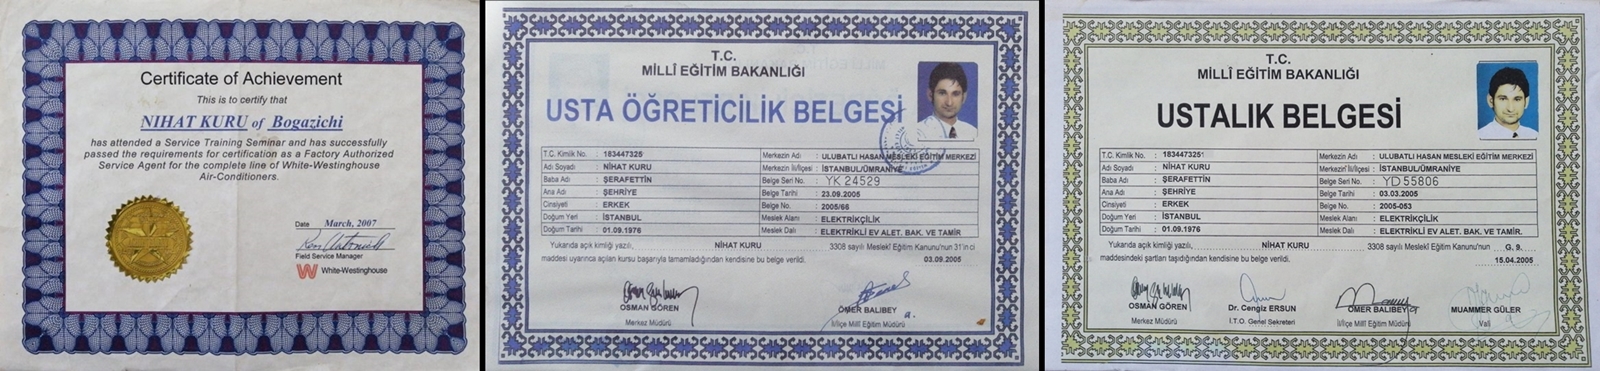 Certificate of Achievement
This is to certify that
NIHAT KURU of Bogazichi
has attended a Service Training Seminar and has successfully
passed the requirements for certification as a Factory Authorized
Service Agent for the complete line of White-Westinghouse
Air-Conditioners.
Date March, 2007
Field Service Manager
W White-Westinghouse
T.C.
MİLLÎ EĞİTİM BAKANLIĞI
USTA ÖĞRETİCİLİK BELGESİ
T.C. Kimlik No. : 183447325 Merkezin Adı : ULUBATLI HASAN MESLEKİ EĞİTİM MERKEZİ
Adı Soyadı : NİHAT KURU Merkezin İli/İlçesi : İSTANBUL/ÜMRANİYE
Baba Adı : ŞERAFETTİN Belge Seri No. : YK 24529
Ana Adı : ŞEHRİYE Belge Tarihi : 23.09.2005
Cinsiyeti : ERKEK Belge No. : 2005/66
Doğum Yeri : İSTANBUL Meslek Alanı : ELEKTRİKÇİLİK
Doğum Tarihi : 01.09.1976 Meslek Dalı : ELEKTRİKLİ EV ALET. BAK. VE TAMİR
Yukarıda açık kimliği yazılı, NİHAT KURU 3308 sayılı Meslekî Eğitim Kanunu'nun 31'inci
maddesi uyarınca açılan kursu başarıyla tamamladığından kendisine bu belge verildi. 03.09.2005
OSMAN GÖREN ÖMER BALIBEY
Merkez Müdürü İl/İlçe Millî Eğitim Müdürü
T.C.
MİLLÎ EĞİTİM BAKANLIĞI
USTALIK BELGESİ
T.C. Kimlik No. : 183447325 Merkezin Adı : ULUBATLI HASAN MESLEKİ EĞİTİM MERKEZİ
Adı Soyadı : NİHAT KURU Merkezin İli/İlçesi : İSTANBUL/ÜMRANİYE
Baba Adı : ŞERAFETTİN Belge Seri No. : YD 55806
Ana Adı : ŞEHRİYE Belge Tarihi : 03.03.2005
Cinsiyeti : ERKEK Belge No. : 2005-053
Doğum Yeri : İSTANBUL Meslek Alanı : ELEKTRİKÇİLİK
Doğum Tarihi : 01.09.1976 Meslek Dalı : ELEKTRİKLİ EV ALET. BAK. VE TAMİR.
Yukarıda açık kimliği yazılı, NİHAT KURU 3308 sayılı Meslekî Eğitim Kanunu'nun G. 9.
maddesindeki şartları taşıdığından kendisine bu belge verildi. 15.04.2005
OSMAN GÖREN Dr. Cengiz ERSUN ÖMER BALIBEY MUAMMER GÜLER
Merkez Müdürü İ.T.O. Genel Sekreteri İl/İlçe Millî Eğitim Müdürü Vali